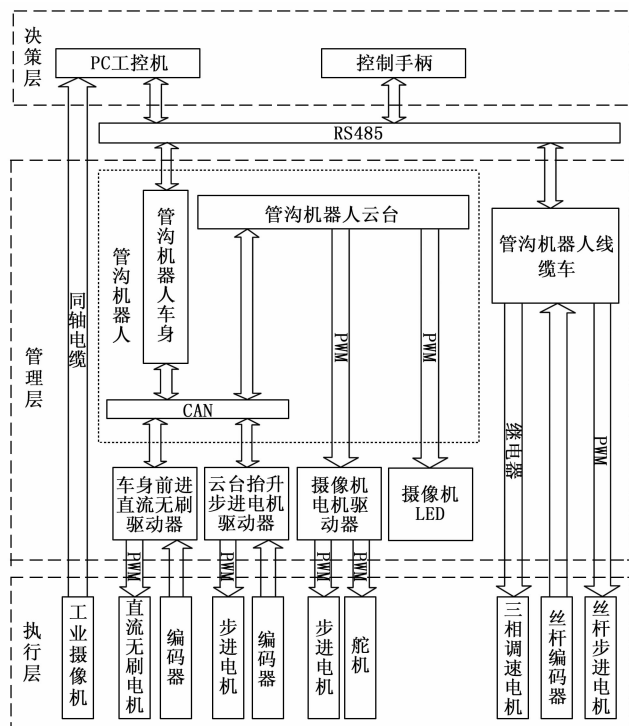 决策层
PC工控机
控制手柄
RS485
管理层
同轴电缆
管沟机器人
管沟机器人车身
管沟机器人云台
管沟机器人线
缆车
PWM
PWM
CAN
继电器
PWM
车身前进
直流无刷
驱动器
云台抬升
步进电机
驱动器
摄像机
电机驱
动器
摄像机
LED
PWM
PWM
PWM
PWM
执行层
工业摄像机
直流无刷电机
编码器
步进电机
编码器
步进电机
舵机
三相调速电机
丝杆编码器
丝杆步进电机